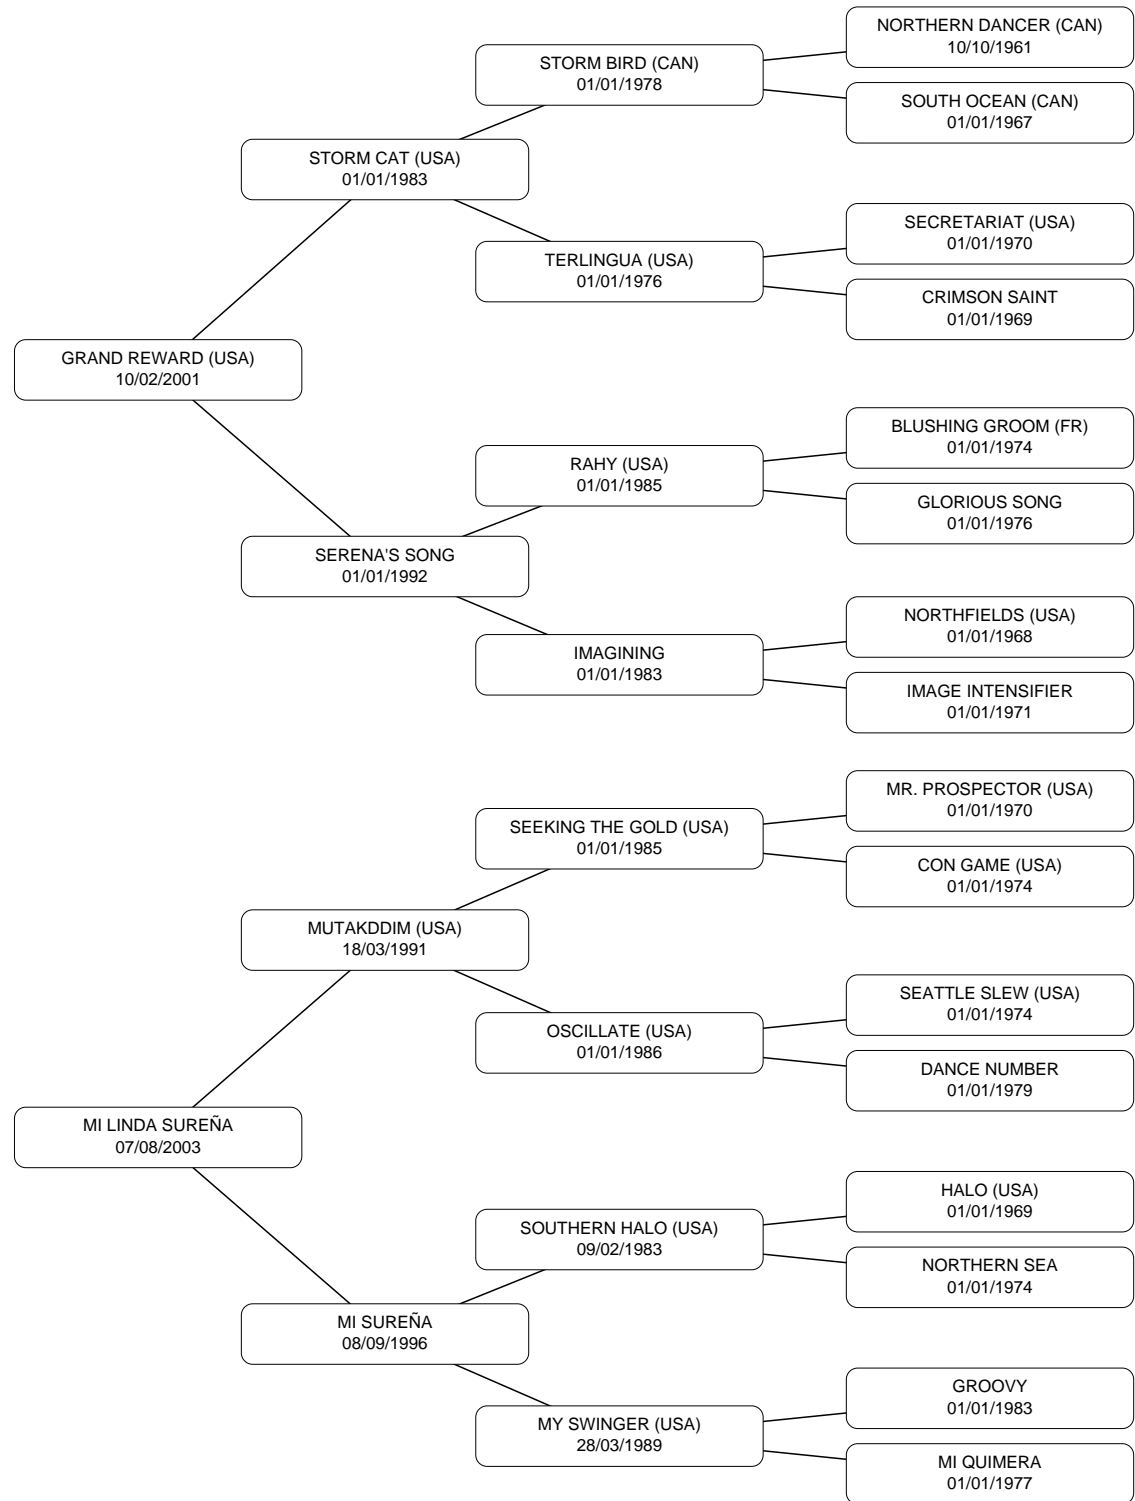 NORTHERN DANCER (CAN)
10/10/1961
STORM BIRD (CAN)
01/01/1978
SOUTH OCEAN (CAN)
01/01/1967
STORM CAT (USA)
01/01/1983
SECRETARIAT (USA)
01/01/1970
TERLINGUA (USA)
01/01/1976
CRIMSON SAINT
01/01/1969
GRAND REWARD (USA)
10/02/2001
BLUSHING GROOM (FR)
01/01/1974
RAHY (USA)
01/01/1985
GLORIOUS SONG
01/01/1976
SERENA'S SONG
01/01/1992
NORTHFIELDS (USA)
01/01/1968
IMAGINING
01/01/1983
IMAGE INTENSIFIER
01/01/1971
MR. PROSPECTOR (USA)
01/01/1970
SEEKING THE GOLD (USA)
01/01/1985
CON GAME (USA)
01/01/1974
MUTAKDDIM (USA)
18/03/1991
SEATTLE SLEW (USA)
01/01/1974
OSCILLATE (USA)
01/01/1986
DANCE NUMBER
01/01/1979
MI LINDA SUREÑA
07/08/2003
HALO (USA)
01/01/1969
SOUTHERN HALO (USA)
09/02/1983
NORTHERN SEA
01/01/1974
MI SUREÑA
08/09/1996
GROOVY
01/01/1983
MY SWINGER (USA)
28/03/1989
MI QUIMERA
01/01/1977